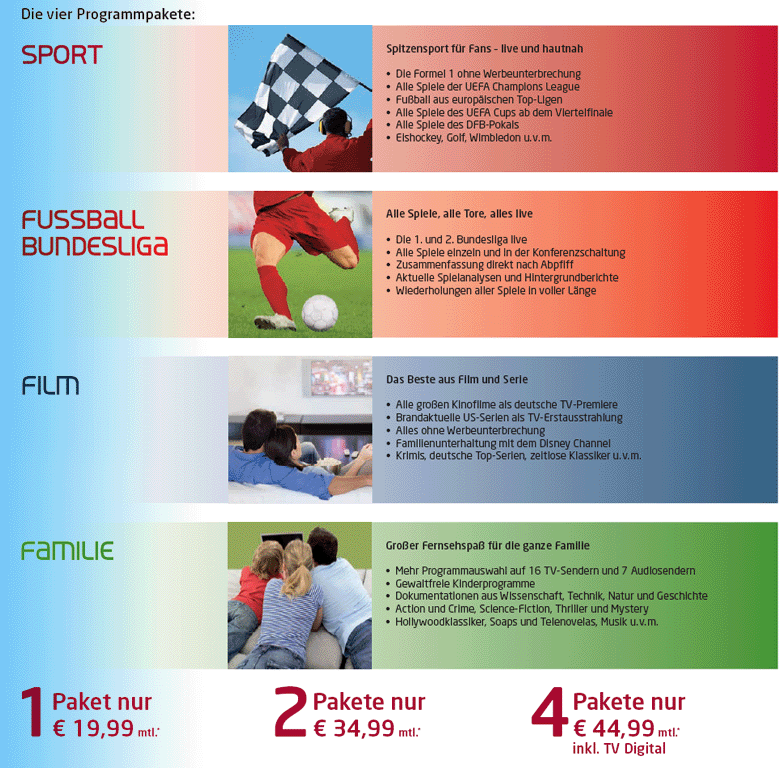 Die vier Programmpakete:
SPORT
Spitzensport für Fans - live und hautnah
• Die Formel 1 ohne Werbeunterbrechung
• Alle Spiele der UEFA Champions League
• Fußball aus europäischen Top-Ligen
• Alle Spiele des UEFA Cups ab dem Viertelfinale
• Alle Spiele des DFB-Pokals
• Eishockey, Golf, Wimbledon u.v.m.
FUSSBALL
BUNDESLIGA
Alle Spiele, alle Tore, alles live
• Die 1. und 2. Bundesliga live
• Alle Spiele einzeln und in der Konferenzschaltung
• Zusammenfassung direkt nach Abpfiff
• Aktuelle Spielanalysen und Hintergrundberichte
• Wiederholungen aller Spiele in voller Länge
FILM
Das Beste aus Film und Serie
• Alle großen Kinofilme als deutsche TV-Premiere
• Brandaktuelle US-Serien als TV-Erstausstrahlung
• Alles ohne Werbeunterbrechung
• Familienunterhaltung mit dem Disney Channel
• Krimis, deutsche Top-Serien, zeitlose Klassiker u.v.m.
FAMILIE
Großer Fernsehspaß für die ganze Familie
• Mehr Programmauswahl auf 16 TV-Sendern und 7 Audiosendern
• Gewaltfreie Kinderprogramme
• Dokumentationen aus Wissenschaft, Technik, Natur und Geschichte
• Action und Crime, Science-Fiction, Thriller und Mystery
• Hollywoodklassiker, Soaps und Telenovelas, Musik u.v.m.
1 Paket nur
€ 19,99 mtl.*
2 Pakete nur
€ 34,99 mtl.*
4 Pakete nur
€ 44,99 mtl.*
inkl. TV Digital